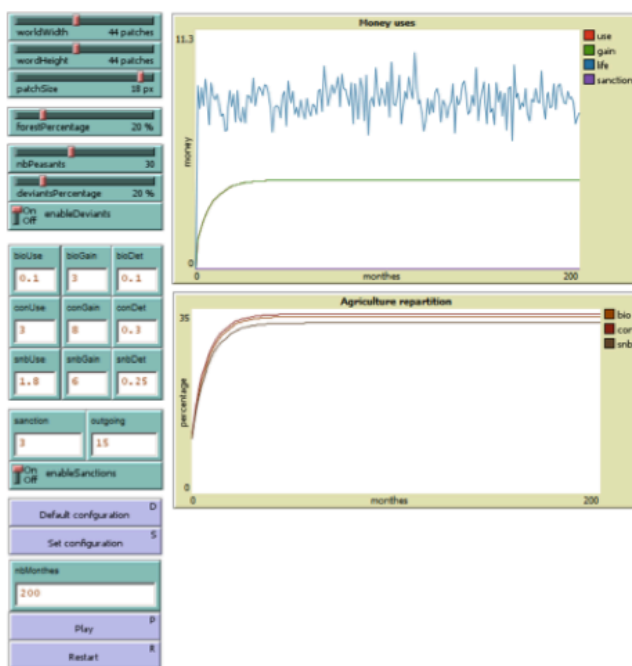 worldWidth 44 patches
wordHeight 44 patches
patchSize 18 px
forestPercentage 20 %
nbPeasants 30
deviantsPercentage 20 %
On
Off enableDeviants
bioUse bioGain bioDet
0.1 3 0.1
conUse conGain conDet
3 8 0.3
snbUse snbGain snbDet
1.8 6 0.25
sanction outgoing
3 15
On
Off enableSanctions
Default configuration D
Set configuration S
nbMonthes
200
Play P
Restart R
Money uses
11.3
money
0
0 monthes 200
use
gain
life
sanction
Agriculture repartition
35
percentage
0
0 monthes 200
bio
con
snb